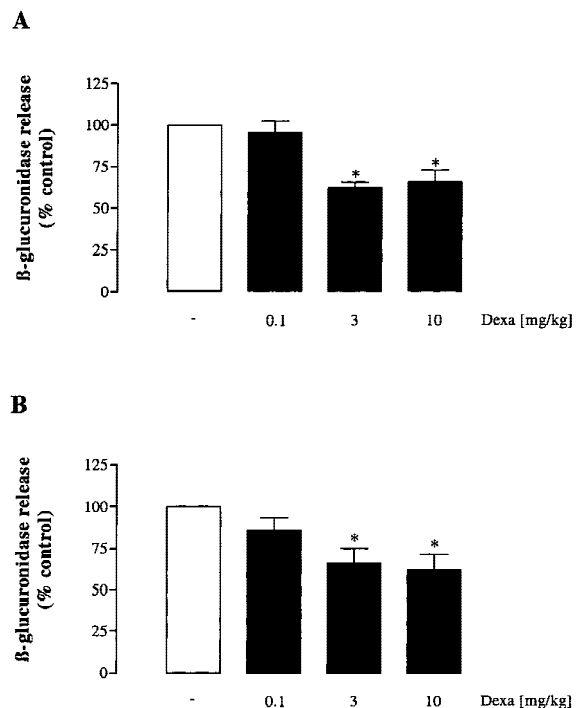 A
ß-glucuronidase release
(% control)
125
100
75
50
25
0
* *
- 0.1 3 10 Dexa [mg/kg]
B
ß-glucuronidase release
(% control)
125
100
75
50
25
0
* *
- 0.1 3 10 Dexa [mg/kg]